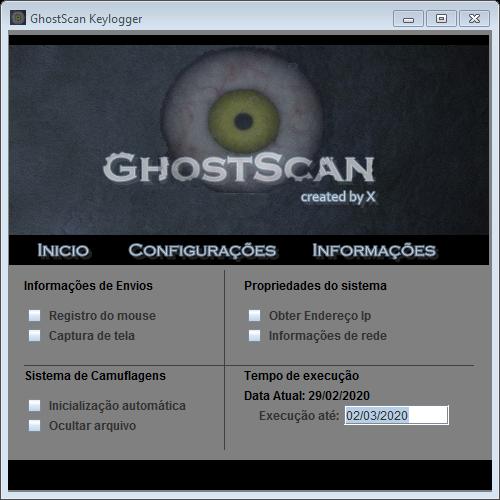 GhostScan Keylogger
GHOSTSCAN
created by X
INICIO CONFIGURAÇÕES INFORMAÇÕES
Informações de Envios
Registro do mouse
Captura de tela
Propriedades do sistema
Obter Endereço Ip
Informações de rede
Sistema de Camuflagens
Inicialização automática
Ocultar arquivo
Tempo de execução
Data Atual: 29/02/2020
Execução até: 02/03/2020